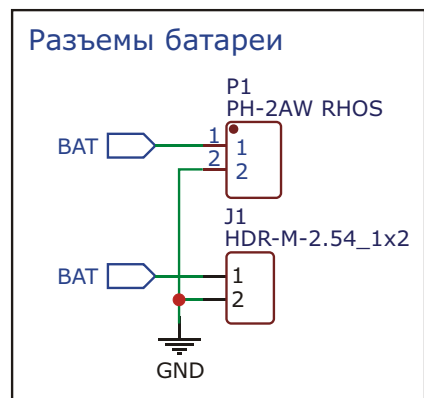 Разъемы батареи
P1
PH-2AW RHOS
BAT
1
1
2
2
J1
HDR-M-2.54_1x2
BAT
1
2
GND